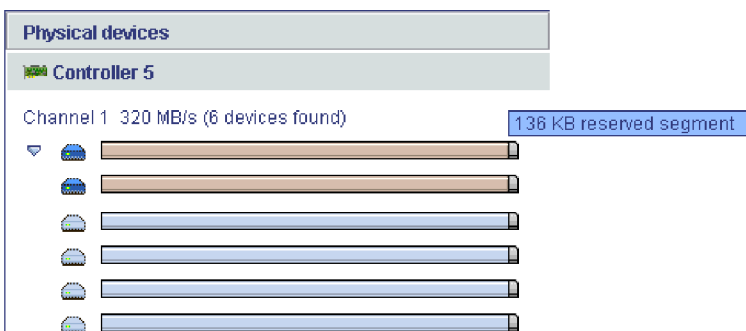 Physical devices
Controller 5
Channel 1 320 MB/s (6 devices found)
136 KB reserved segment